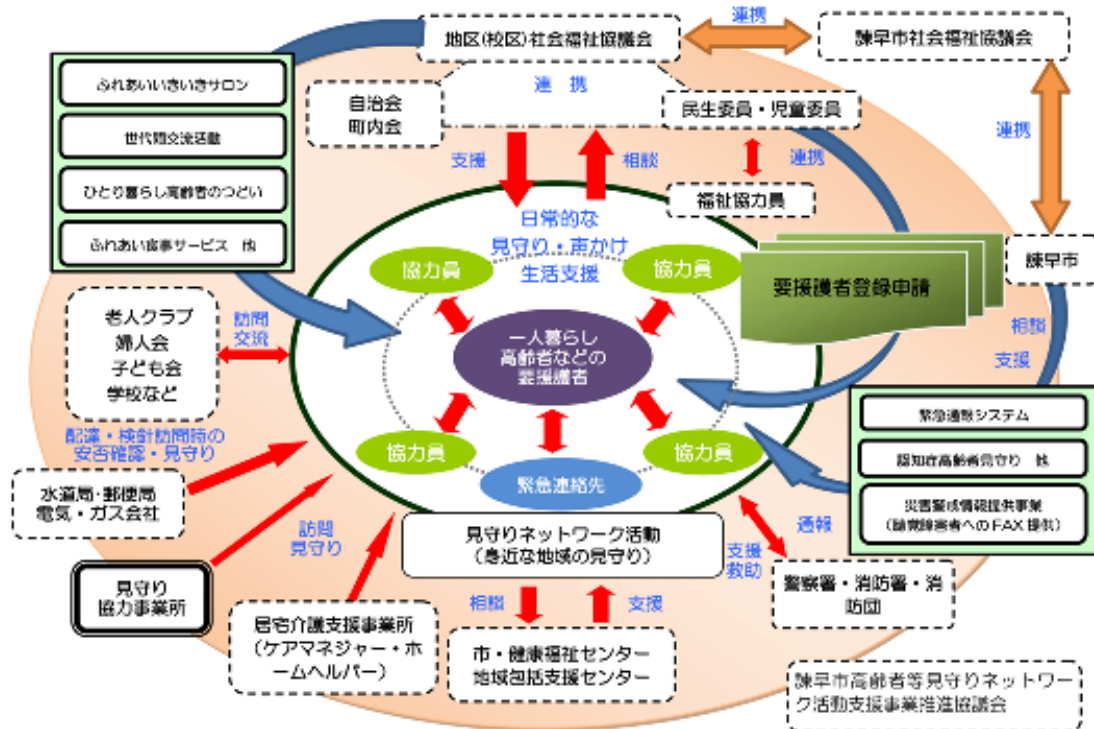 地区(校区)社会福祉協議会
連携
諫早市社会福祉協議会
連 携
自治会
町内会
民生委員・児童委員
連携
連携
支援
相談
福祉協力員
諫早市
ふれあいいきいきサロン
世代間交流活動
ひとり暮らし高齢者のつどい
ふれあい食事サービス 他
日常的な
見守り・声かけ
生活支援
協力員
協力員
要援護者登録申請
相談
支援
老人クラブ
婦人会
子ども会
学校など
訪問
交流
一人暮らし
高齢者などの
要援護者
緊急通報システム
認知症高齢者見守り 他
災害警戒情報提供事業
(聴覚障害者へのFAX提供)
配達・検針訪問時の
安否確認・見守り
協力員
協力員
緊急連絡先
水道局・郵便局
電気・ガス会社
訪問
見守り
見守りネットワーク活動
(身近な地域の見守り)
通報
支援
救助
警察署・消防署・消
防団
見守り
協力事業所
居宅介護支援事業所
(ケアマネジャー・ホ
ームヘルパー)
相談
支援
市・健康福祉センター
地域包括支援センター
諫早市高齢者等見守りネットワー
ク活動支援事業推進協議会